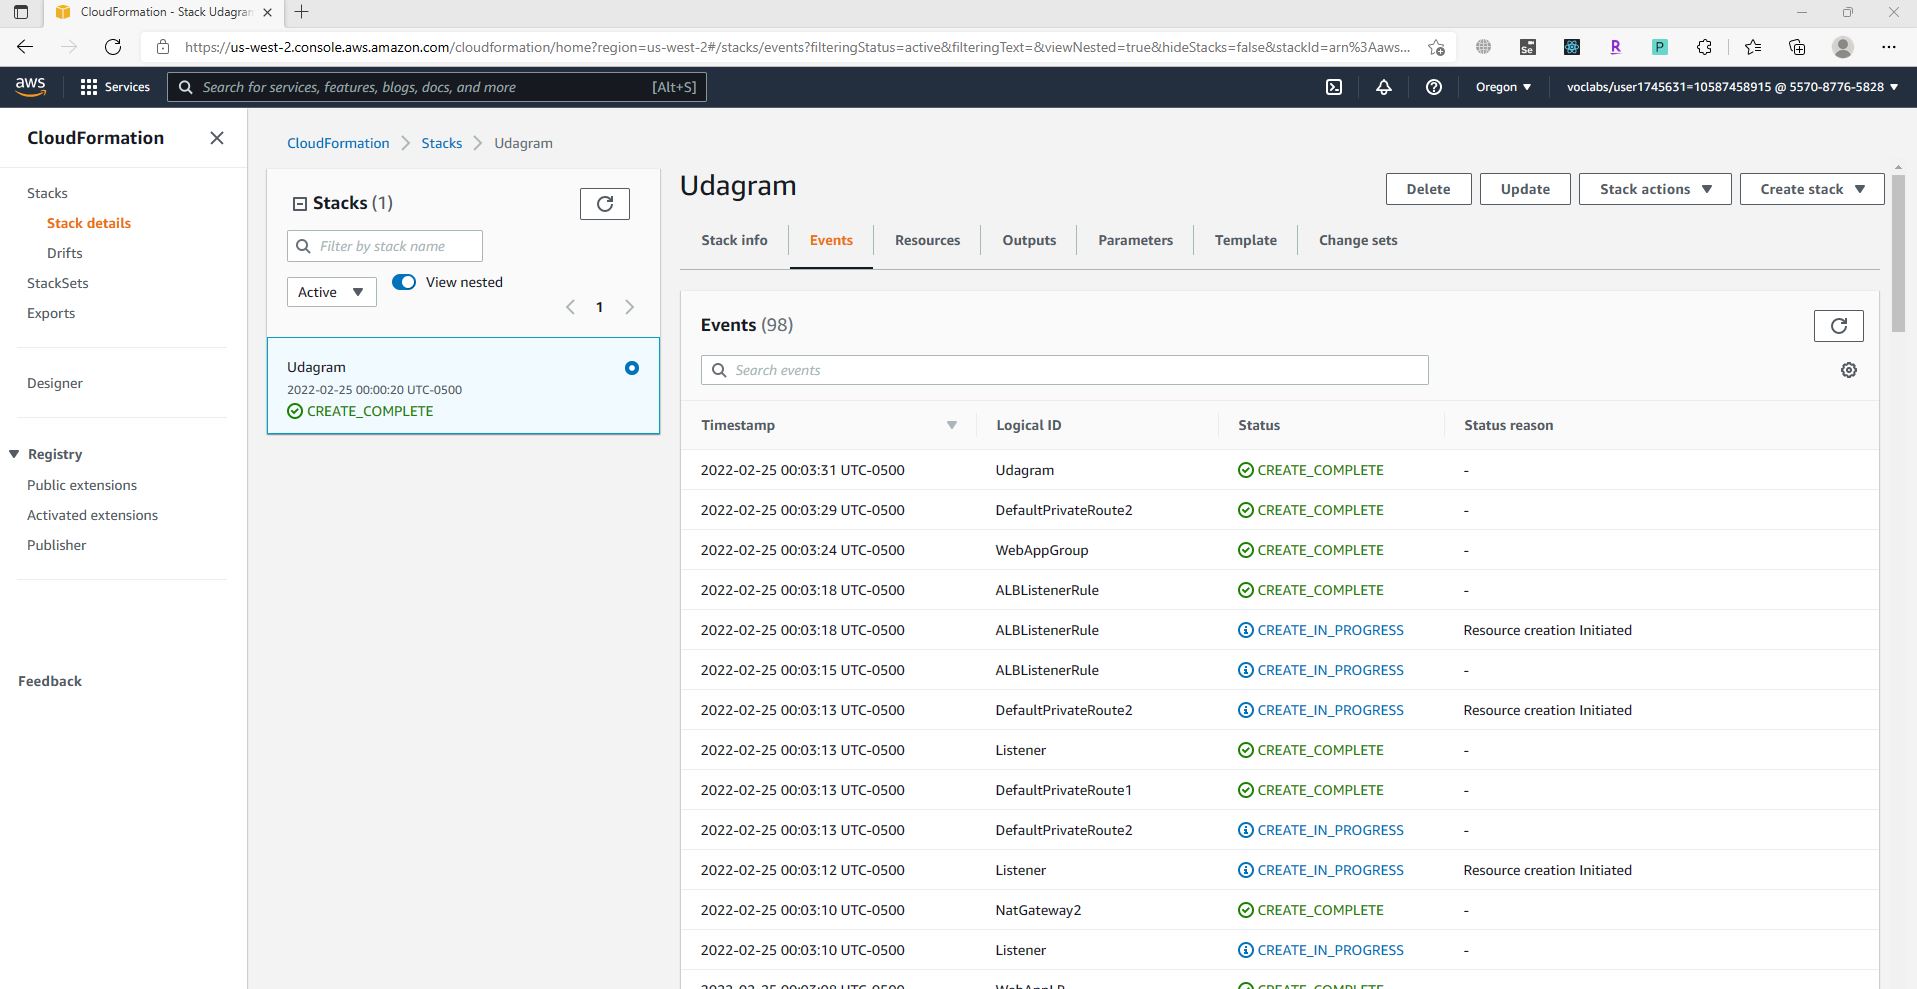 CloudFormation - Stack Udagram
https://us-west-2.console.aws.amazon.com/cloudformation/home?region=us-west-2#/stacks/events?filteringStatus=active&filteringText=&viewNested=true&hideStacks=false&stackId=arn%3Aaws...
aws
Services
Search for services, features, blogs, docs, and more
[Alt+S]
Oregon
voclabs/user1745631=10587458915 @ 5570-8776-5828
CloudFormation
Stacks
Stack details
Drifts
StackSets
Exports
Designer
Registry
Public extensions
Activated extensions
Publisher
Feedback
CloudFormation > Stacks > Udagram
Stacks (1)
Filter by stack name
Active
View nested
1
Udagram
2022-02-25 00:00:20 UTC-0500
CREATE_COMPLETE
Udagram
Delete Update Stack actions Create stack
Stack info Events Resources Outputs Parameters Template Change sets
Events (98)
Search events
Timestamp Logical ID Status Status reason
2022-02-25 00:03:31 UTC-0500 Udagram CREATE_COMPLETE -
2022-02-25 00:03:29 UTC-0500 DefaultPrivateRoute2 CREATE_COMPLETE -
2022-02-25 00:03:24 UTC-0500 WebAppGroup CREATE_COMPLETE -
2022-02-25 00:03:18 UTC-0500 ALBListenerRule CREATE_COMPLETE -
2022-02-25 00:03:18 UTC-0500 ALBListenerRule CREATE_IN_PROGRESS Resource creation Initiated
2022-02-25 00:03:15 UTC-0500 ALBListenerRule CREATE_IN_PROGRESS -
2022-02-25 00:03:13 UTC-0500 DefaultPrivateRoute2 CREATE_IN_PROGRESS Resource creation Initiated
2022-02-25 00:03:13 UTC-0500 Listener CREATE_COMPLETE -
2022-02-25 00:03:13 UTC-0500 DefaultPrivateRoute1 CREATE_COMPLETE -
2022-02-25 00:03:13 UTC-0500 DefaultPrivateRoute2 CREATE_IN_PROGRESS -
2022-02-25 00:03:12 UTC-0500 Listener CREATE_IN_PROGRESS Resource creation Initiated
2022-02-25 00:03:10 UTC-0500 NatGateway2 CREATE_COMPLETE -
2022-02-25 00:03:10 UTC-0500 Listener CREATE_IN_PROGRESS -